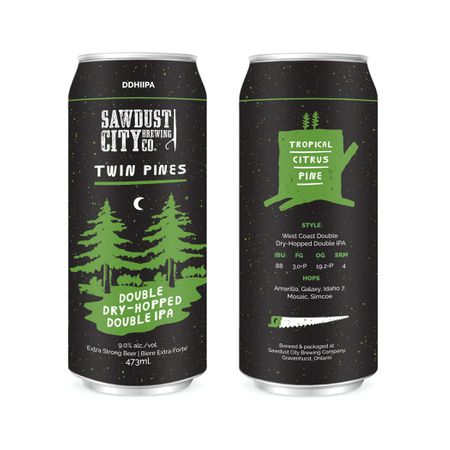 DDHIIPA
SAWDUST
CITY BREWING
CO.
TWIN PINES
DOUBLE
DRY-HOPPED
DOUBLE IPA
9.0% alc./vol.
Extra Strong Beer | Bière Extra Forte
473ml
TROPICAL
CITRUS
PINE
STYLE
West Coast Double
Dry-Hopped Double IPA
IBU FG OG SRM
88 3.0°P 19.2°P 4
HOPS
Amarillo, Galaxy, Idaho 7,
Mosaic, Simcoe
Brewed & packaged at
Sawdust City Brewing Company,
Gravenhurst, Ontario